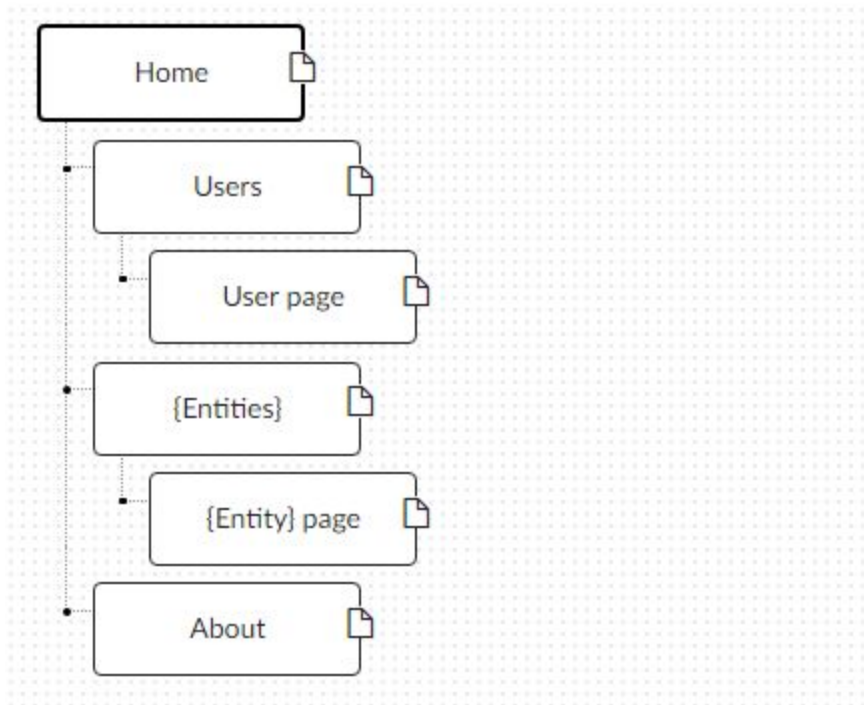 Home
Users
User page
{Entities}
{Entity} page
About